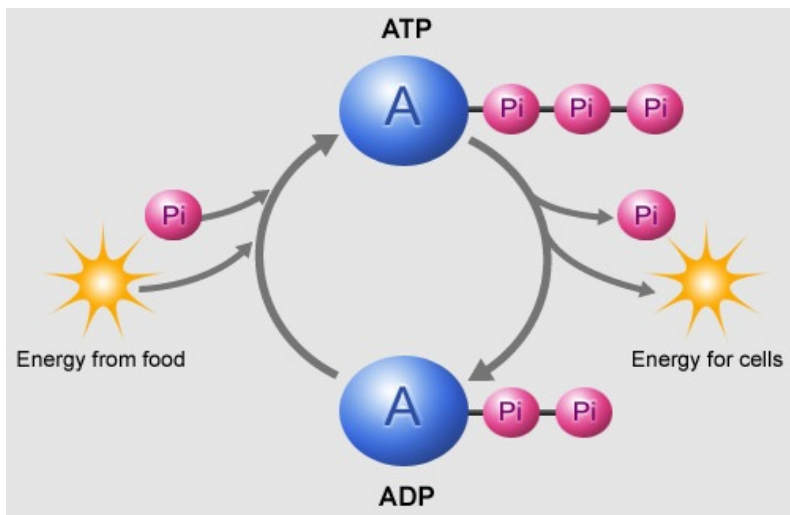 ATP
A Pi Pi Pi
Pi Pi
Energy from food Energy for cells
A Pi Pi
ADP